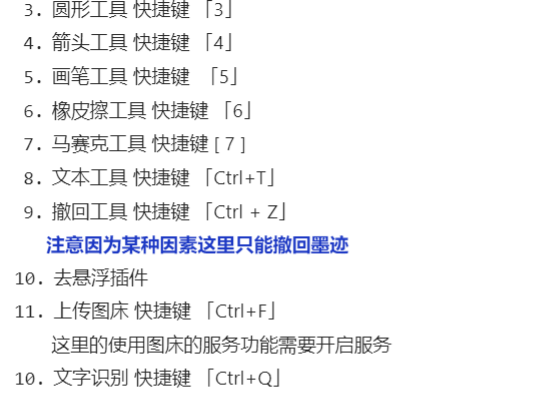 3. 圆形工具 快捷键 「3」
4. 箭头工具 快捷键 「4」
5. 画笔工具 快捷键 「5」
6. 橡皮擦工具 快捷键 「6」
7. 马赛克工具 快捷键 [ 7 ]
8. 文本工具 快捷键 「Ctrl+T」
9. 撤回工具 快捷键 「Ctrl + Z」
注意因为某种因素这里只能撤回墨迹
10. 去悬浮插件
11. 上传图床 快捷键 「Ctrl+F」
这里的使用图床的服务功能需要开启服务
10. 文字识别 快捷键 「Ctrl+Q」